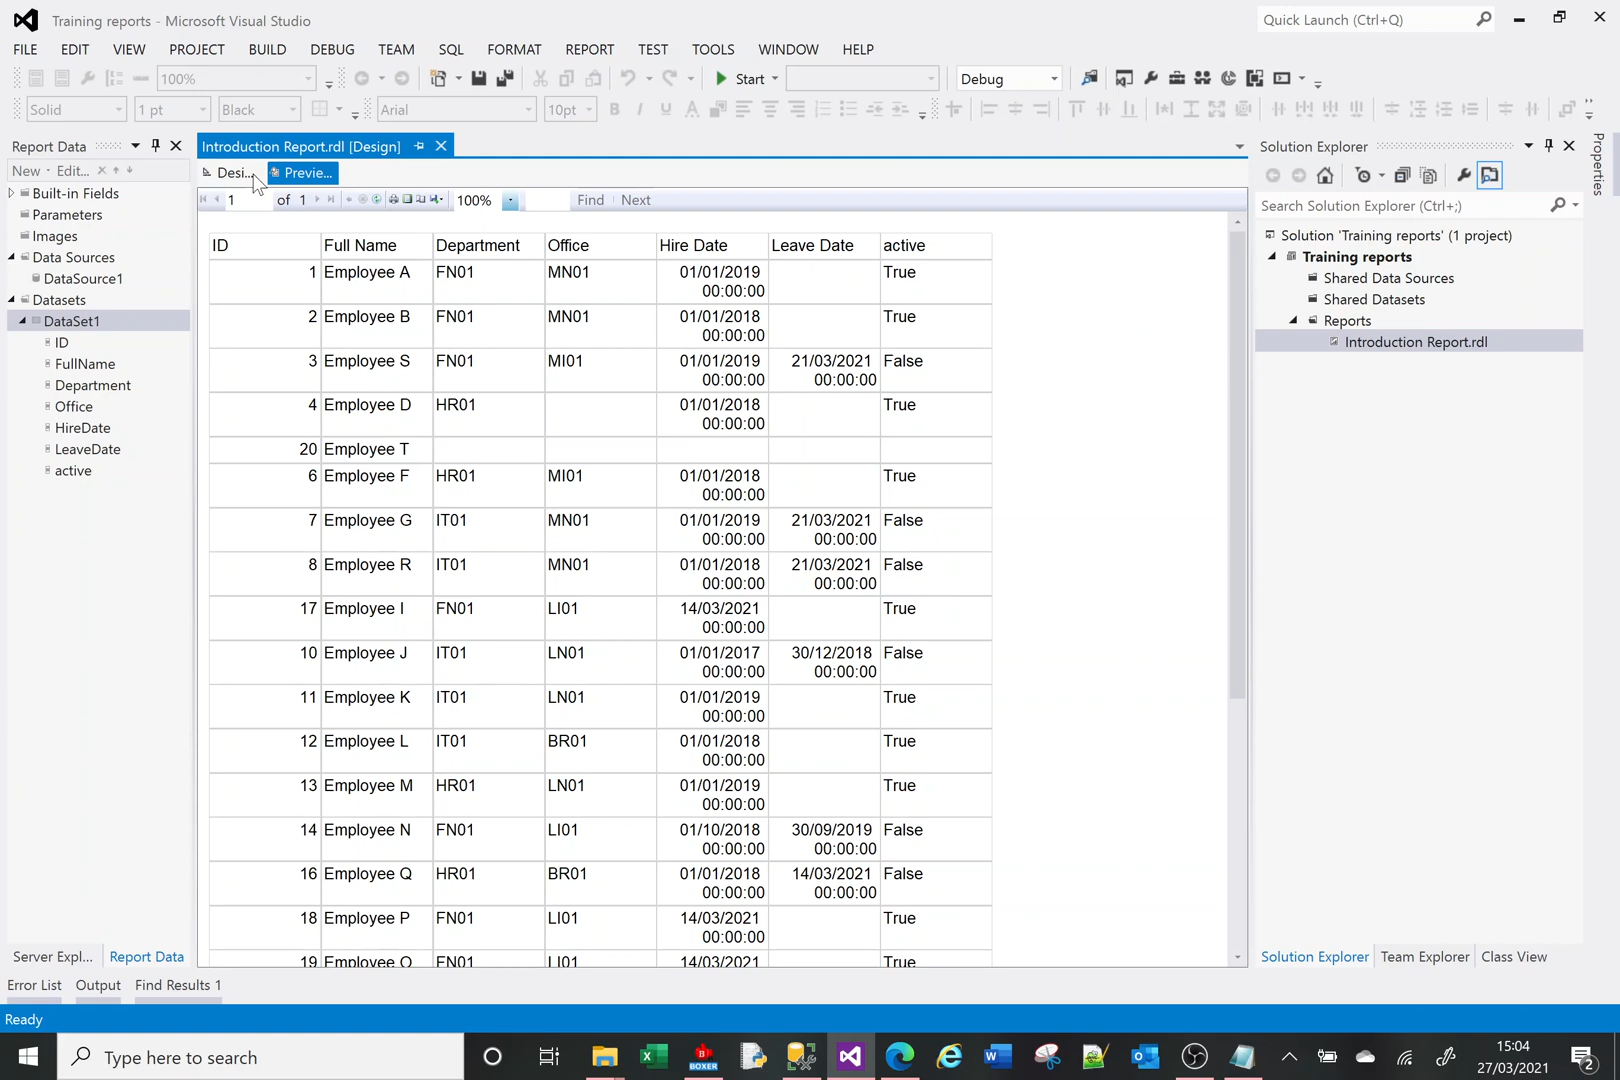 Training reports - Microsoft Visual Studio
Quick Launch (Ctrl+Q)
FILE EDIT VIEW PROJECT BUILD DEBUG TEAM SQL FORMAT REPORT TEST TOOLS WINDOW HELP
100% Start Debug
Solid 1 pt Black Arial 10pt B I U A
Report Data
New Edit...
Built-in Fields
Parameters
Images
Data Sources
DataSource1
Datasets
DataSet1
ID
FullName
Department
Office
HireDate
LeaveDate
active
Server Expl... Report Data
Introduction Report.rdl [Design]
Desi... Previe...
1 of 1 100% Find Next
ID Full Name Department Office Hire Date Leave Date active
1 Employee A FN01 MN01 01/01/2019 00:00:00 True
2 Employee B FN01 MN01 01/01/2018 00:00:00 True
3 Employee S FN01 MI01 01/01/2019 00:00:00 21/03/2021 00:00:00 False
4 Employee D HR01 01/01/2018 00:00:00 True
20 Employee T
6 Employee F HR01 MI01 01/01/2018 00:00:00 True
7 Employee G IT01 MN01 01/01/2019 00:00:00 21/03/2021 00:00:00 False
8 Employee R IT01 MN01 01/01/2018 00:00:00 21/03/2021 00:00:00 False
17 Employee I FN01 LI01 14/03/2021 00:00:00 True
10 Employee J IT01 LN01 01/01/2017 00:00:00 30/12/2018 00:00:00 False
11 Employee K IT01 LN01 01/01/2019 00:00:00 True
12 Employee L IT01 BR01 01/01/2018 00:00:00 True
13 Employee M HR01 LN01 01/01/2019 00:00:00 True
14 Employee N FN01 LI01 01/10/2018 00:00:00 30/09/2019 00:00:00 False
16 Employee Q HR01 BR01 01/01/2018 00:00:00 14/03/2021 00:00:00 False
18 Employee P FN01 LI01 14/03/2021 00:00:00 True
19 Employee O FN01 LI01 14/03/2021 True
Solution Explorer
Search Solution Explorer (Ctrl+;)
Solution 'Training reports' (1 project)
Training reports
Shared Data Sources
Shared Datasets
Reports
Introduction Report.rdl
Solution Explorer Team Explorer Class View
Properties
Error List Output Find Results 1
Ready
Type here to search
BOXER
15:04
27/03/2021
2